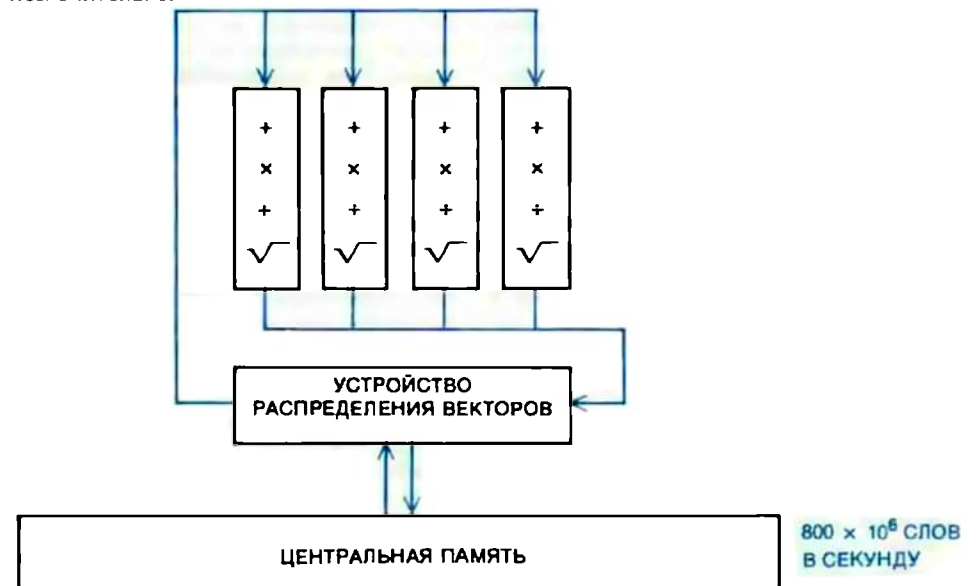 + + + +
× × × ×
÷ ÷ ÷ ÷
√ √ √ √
УСТРОЙСТВО
РАСПРЕДЕЛЕНИЯ ВЕКТОРОВ
ЦЕНТРАЛЬНАЯ ПАМЯТЬ
800 × 10⁶ СЛОВ
В СЕКУНДУ